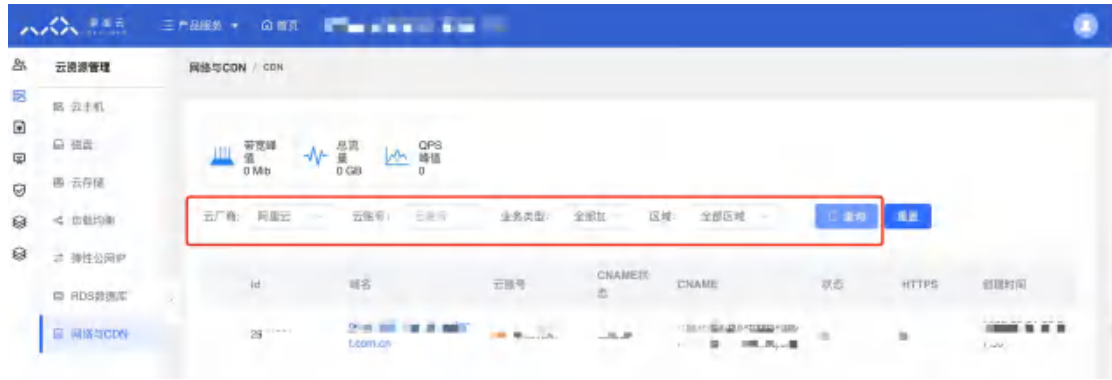 三 产品服务 首页
云资源管理 网络与CDN / CDN
云主机
磁盘
云存储
负载均衡
弹性公网IP
RDS数据库
网络与CDN
带宽峰值
0 Mb
总流量
0 GB
QPS峰值
0
云厂商: 阿里云 云账号: 云账号 业务类型: 全部加 区域: 全部区域 查询 重置
id 域名 云账号 CNAME状态 CNAME 状态 HTTPS 创建时间
26
t.com.cn